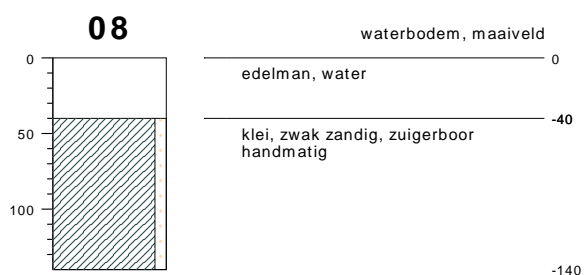 08
waterbodem, maaiveld
0
0
edelman, water
-40
50
klei, zwak zandig, zuigerboor
handmatig
100
-140